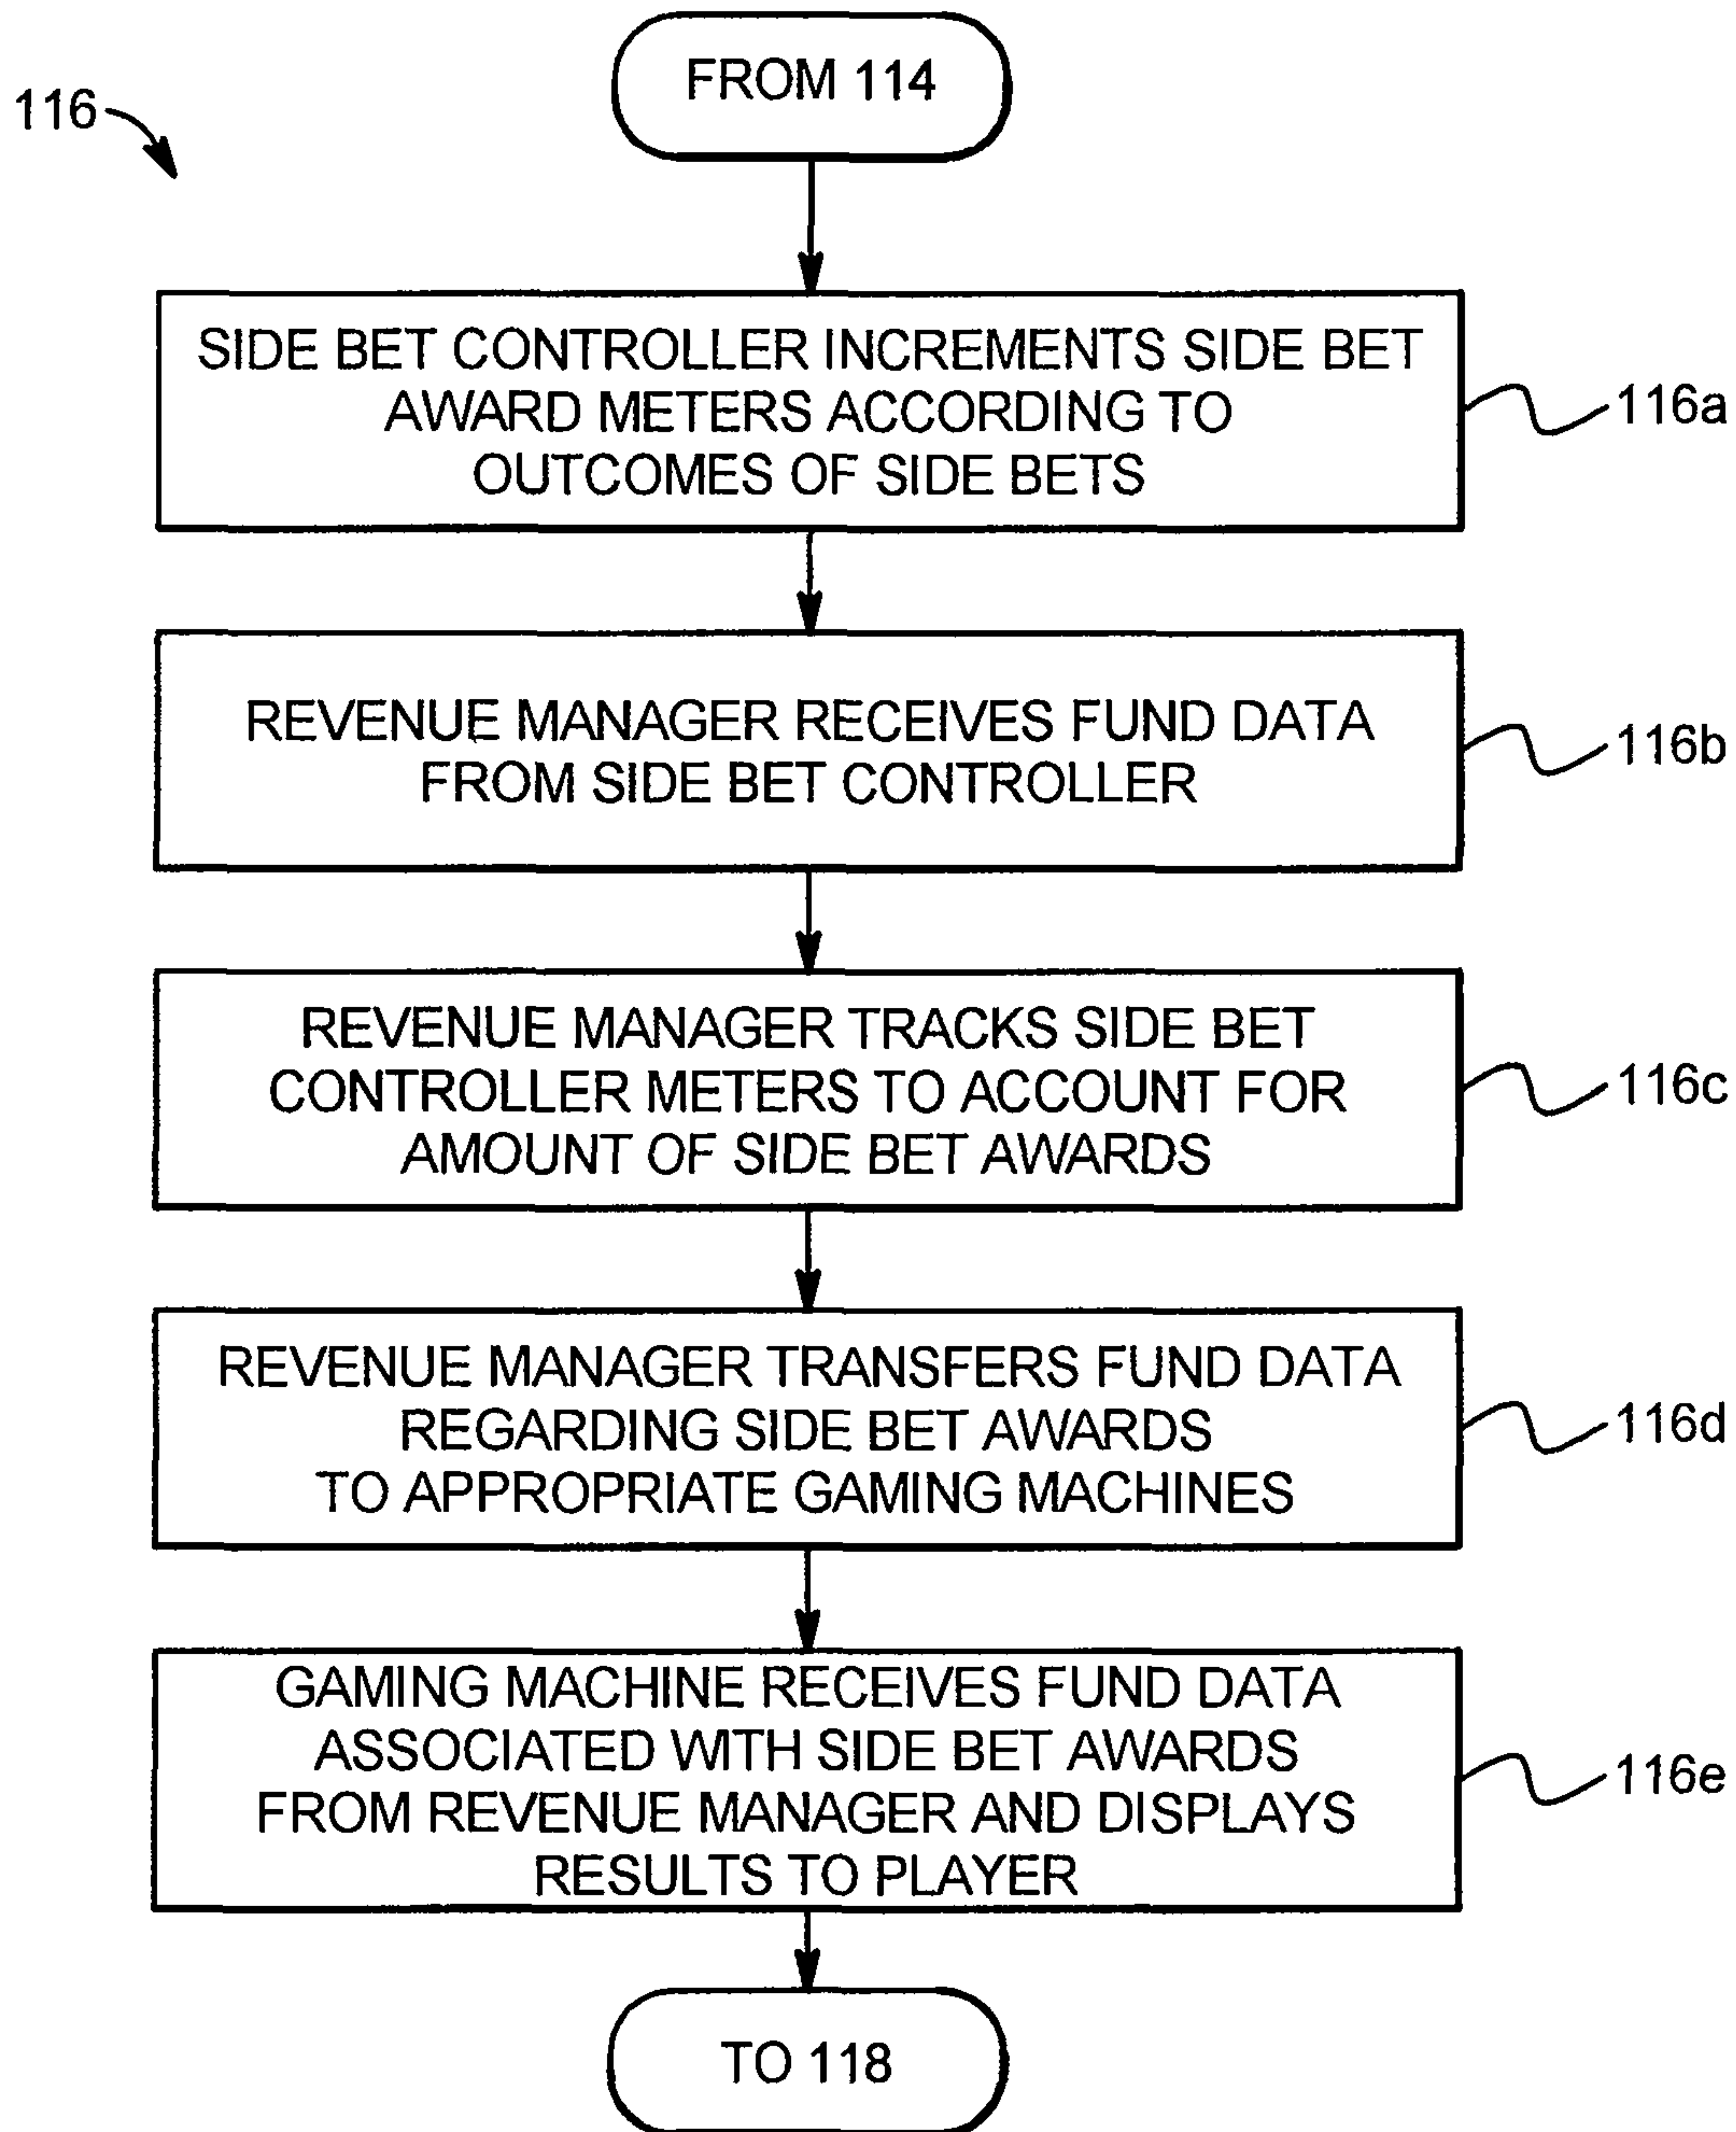 FROM 114
116
SIDE BET CONTROLLER INCREMENTS SIDE BET
AWARD METERS ACCORDING TO
OUTCOMES OF SIDE BETS
116a
REVENUE MANAGER RECEIVES FUND DATA
FROM SIDE BET CONTROLLER
116b
REVENUE MANAGER TRACKS SIDE BET
CONTROLLER METERS TO ACCOUNT FOR
AMOUNT OF SIDE BET AWARDS
116c
REVENUE MANAGER TRANSFERS FUND DATA
REGARDING SIDE BET AWARDS
TO APPROPRIATE GAMING MACHINES
116d
GAMING MACHINE RECEIVES FUND DATA
ASSOCIATED WITH SIDE BET AWARDS
FROM REVENUE MANAGER AND DISPLAYS
RESULTS TO PLAYER
116e
TO 118